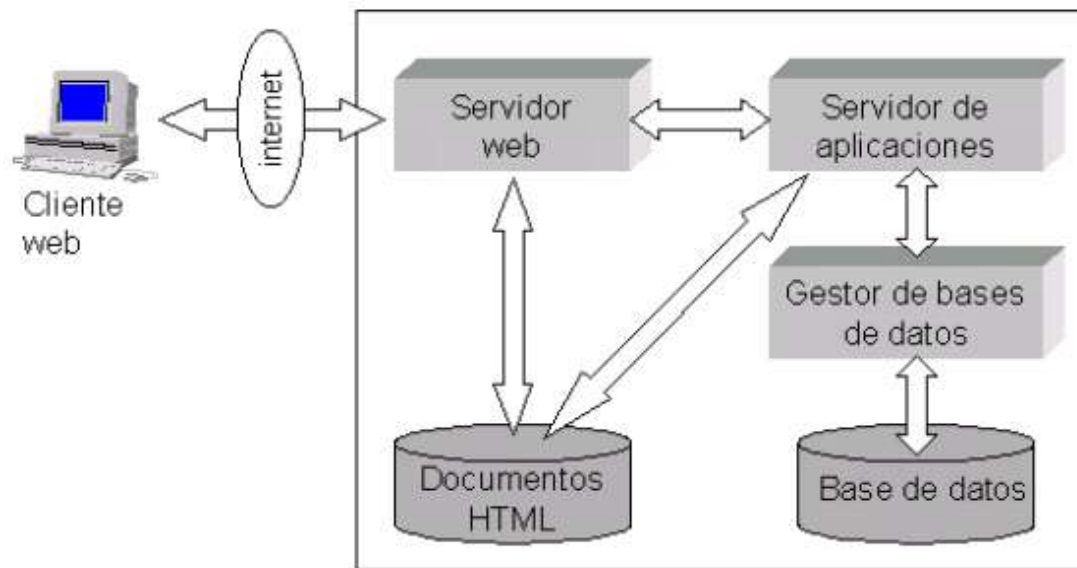 Cliente
web
internet
Servidor
web
Servidor de
aplicaciones
Gestor de bases
de datos
Documentos
HTML
Base de datos